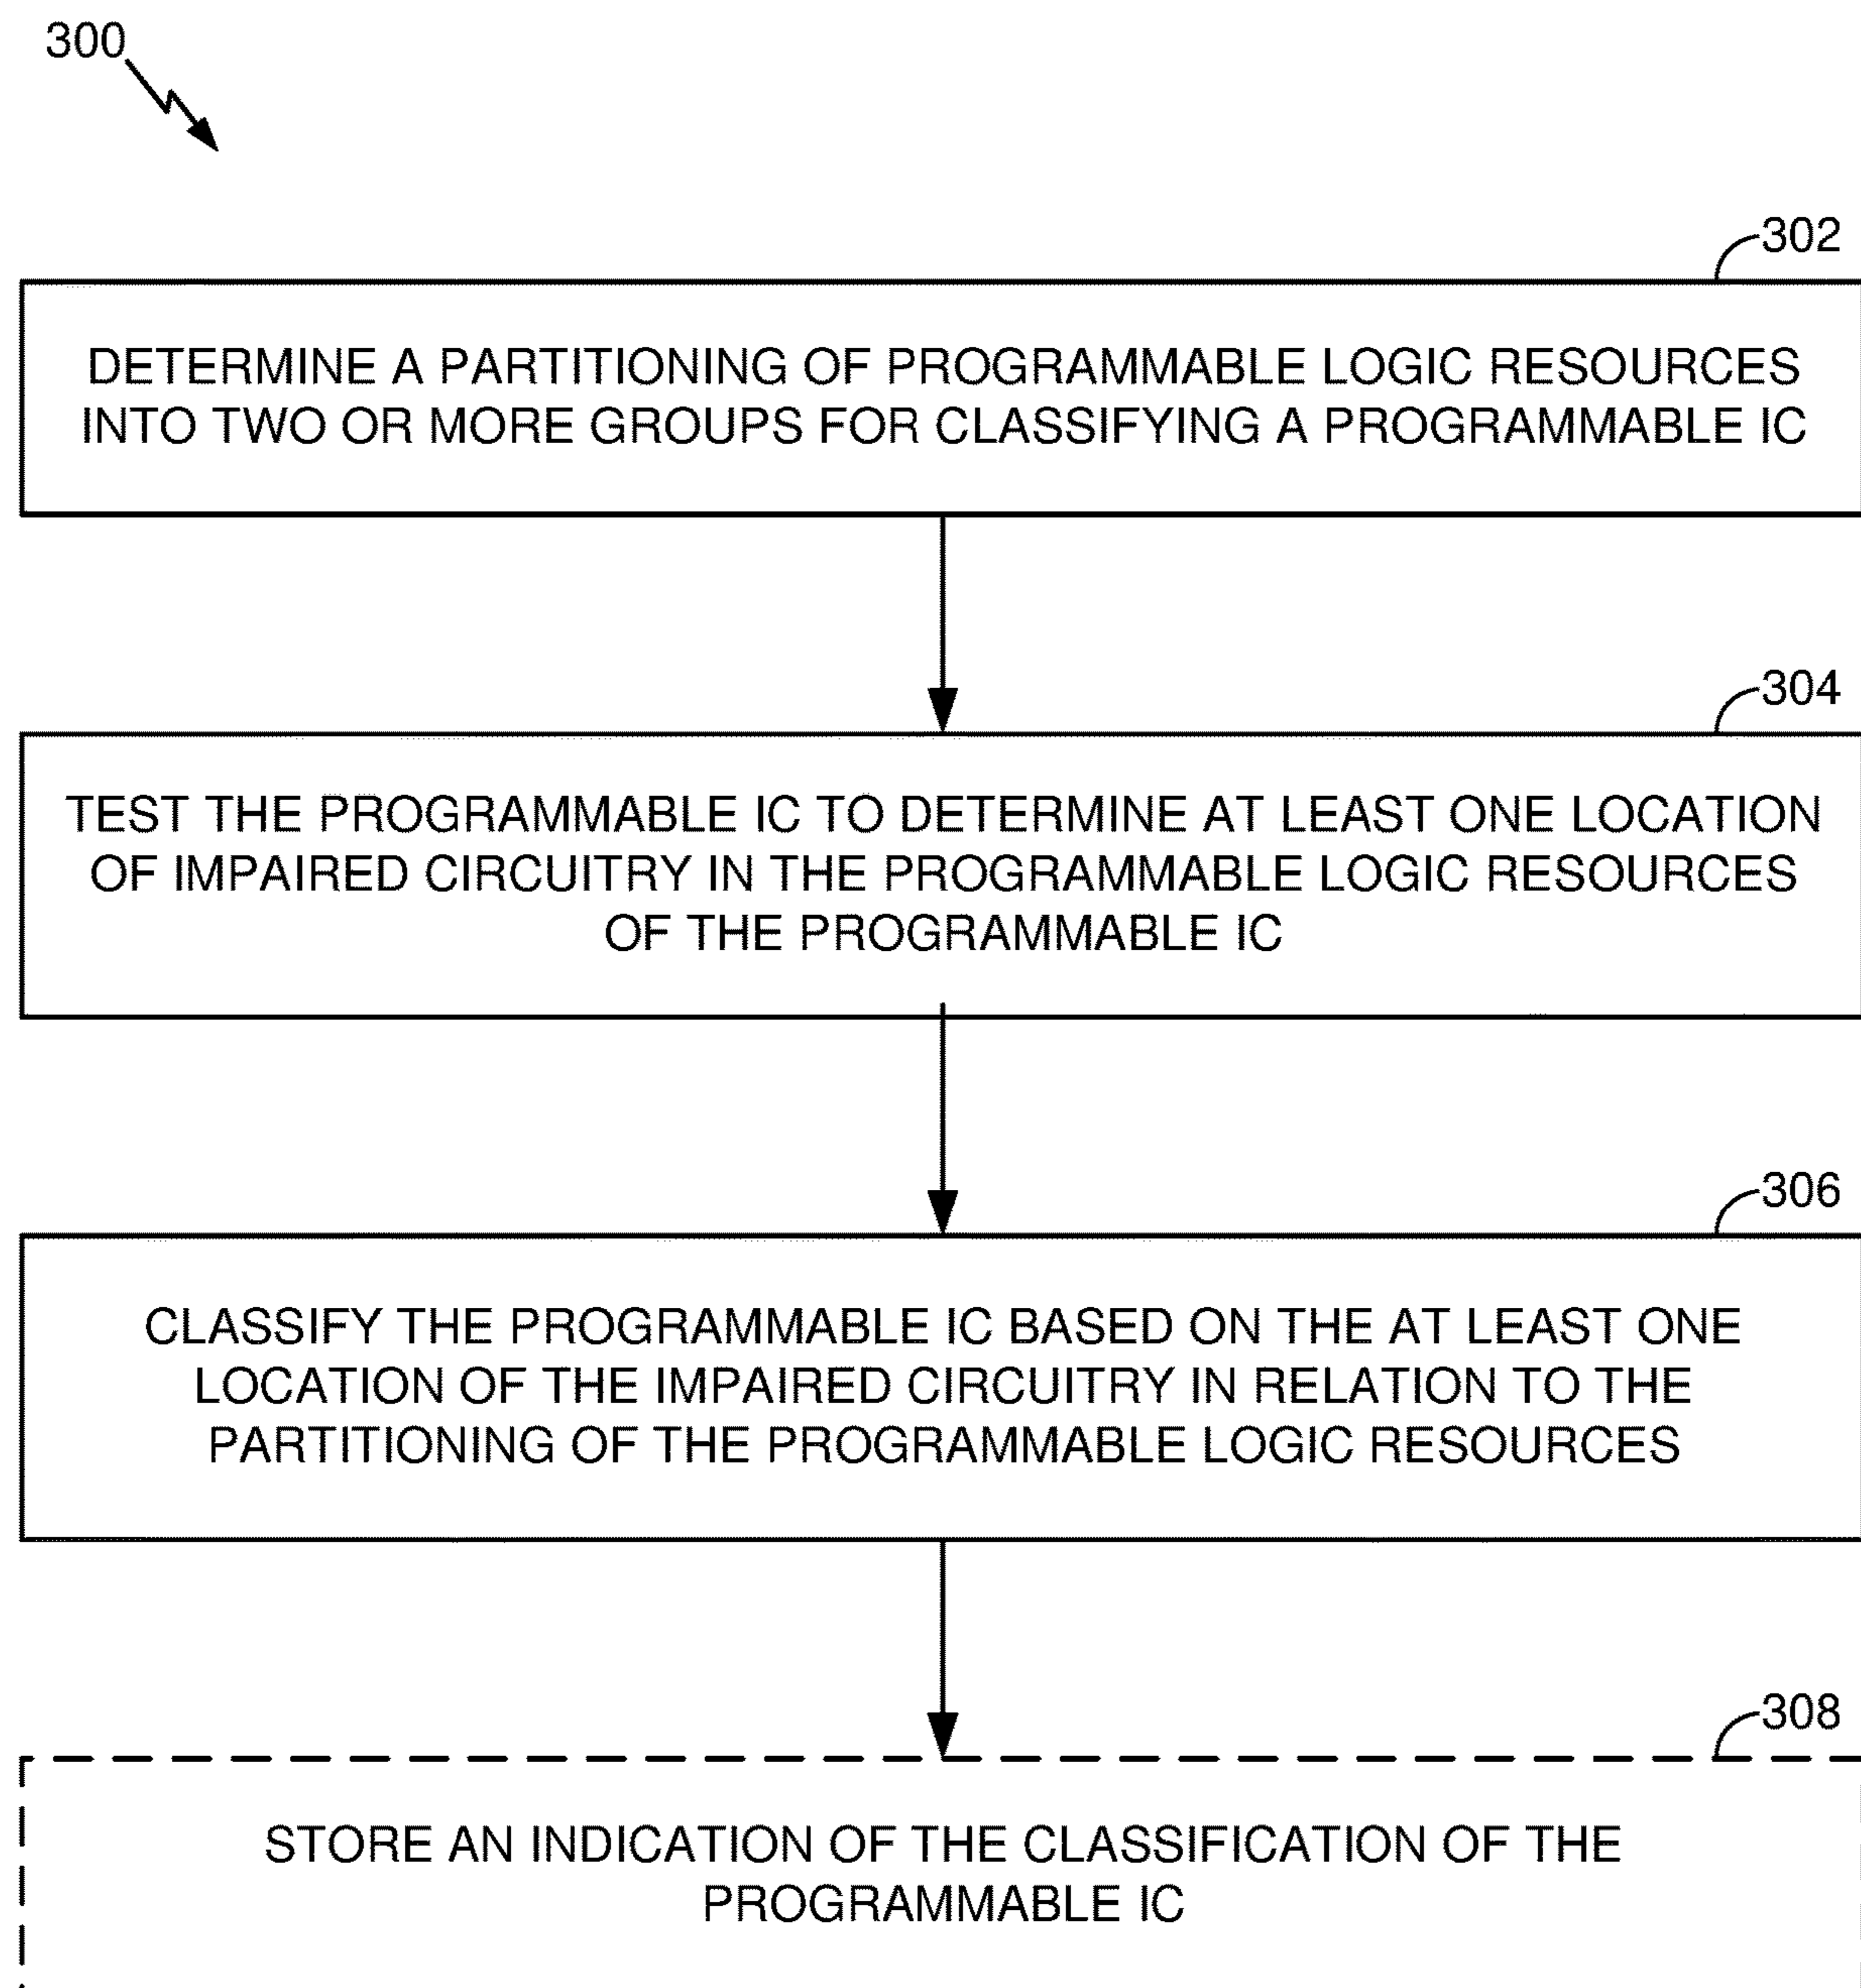 300
302
DETERMINE A PARTITIONING OF PROGRAMMABLE LOGIC RESOURCES
INTO TWO OR MORE GROUPS FOR CLASSIFYING A PROGRAMMABLE IC
304
TEST THE PROGRAMMABLE IC TO DETERMINE AT LEAST ONE LOCATION
OF IMPAIRED CIRCUITRY IN THE PROGRAMMABLE LOGIC RESOURCES
OF THE PROGRAMMABLE IC
306
CLASSIFY THE PROGRAMMABLE IC BASED ON THE AT LEAST ONE
LOCATION OF THE IMPAIRED CIRCUITRY IN RELATION TO THE
PARTITIONING OF THE PROGRAMMABLE LOGIC RESOURCES
308
STORE AN INDICATION OF THE CLASSIFICATION OF THE
PROGRAMMABLE IC